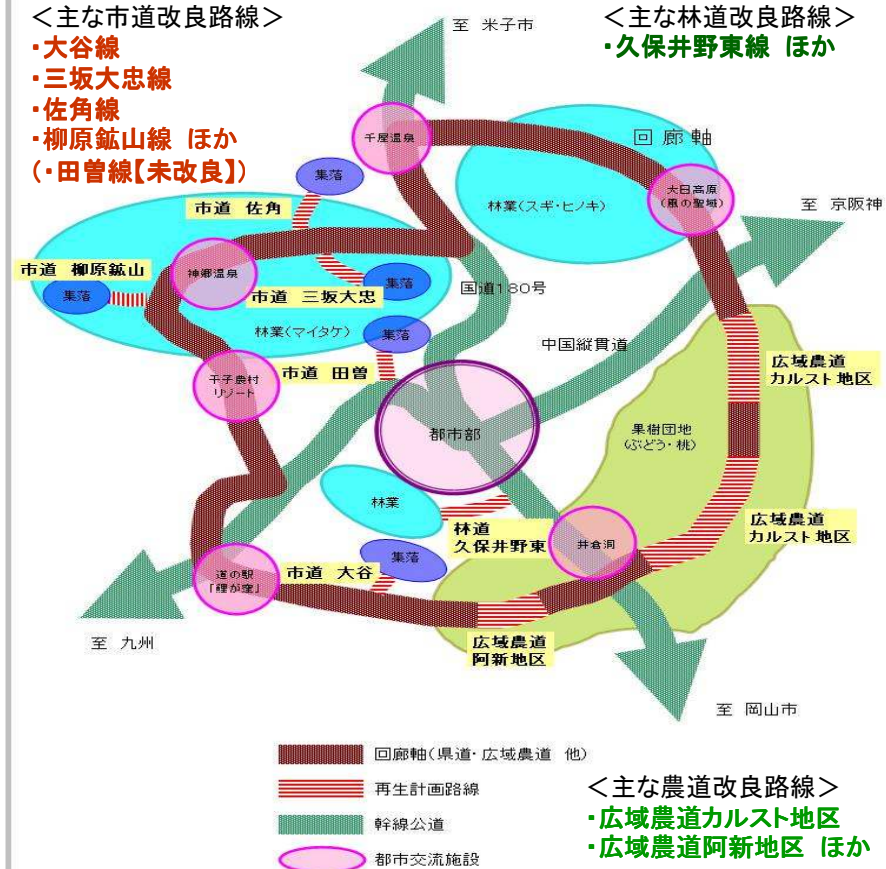 ＜主な市道改良路線＞
・大谷線
・三坂大忠線
・佐角線
・柳原鉱山線 ほか
(・田曽線【未改良】)
＜主な林道改良路線＞
・久保井野東線 ほか
至 米子市
千屋温泉
回廊軸
集落
大日高原
(風の聖域)
林業(スギ・ヒノキ)
至 京阪神
市道 佐角
市道 柳原鉱山
神郷温泉
集落
集落
市道 三坂大忠
国道180号
林業(マイタケ)
集落
中国縦貫道
広域農道
カルスト地区
市道 田曽
干子農村
リゾート
都市部
果樹団地
(ぶどう・桃)
林業
林道
久保井野東
広域農道
カルスト地区
井倉洞
集落
市道 大谷
道の駅
「鯉が窪」
至 九州
広域農道
阿新地区
至 岡山市
回廊軸(県道・広域農道 他)
再生計画路線
幹線公道
都市交流施設
＜主な農道改良路線＞
・広域農道カルスト地区
・広域農道阿新地区 ほか